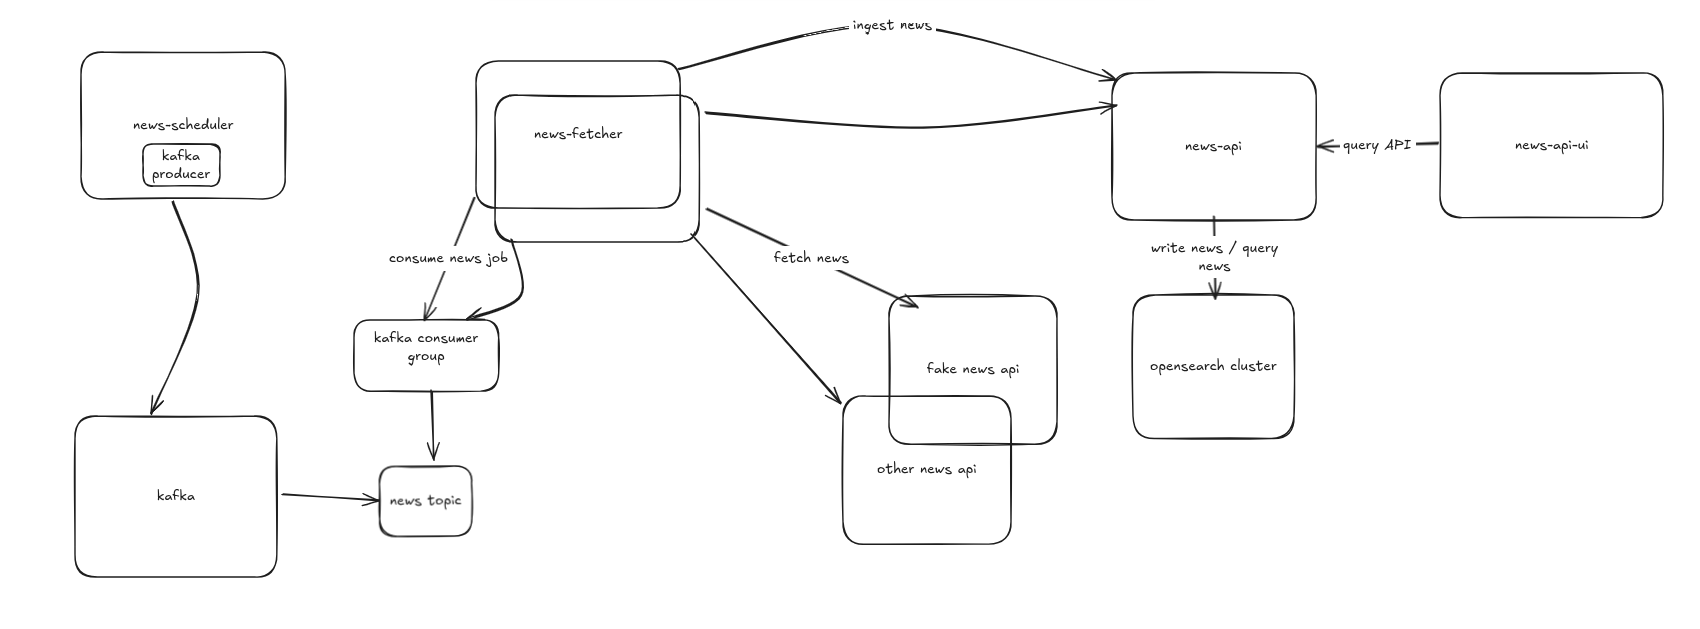 ingest news
news-scheduler
kafka
producer
news-fetcher
news-api
query API
news-api-ui
consume news job
fetch news
write news / query
news
kafka consumer
group
fake news api
opensearch cluster
other news api
kafka
news topic